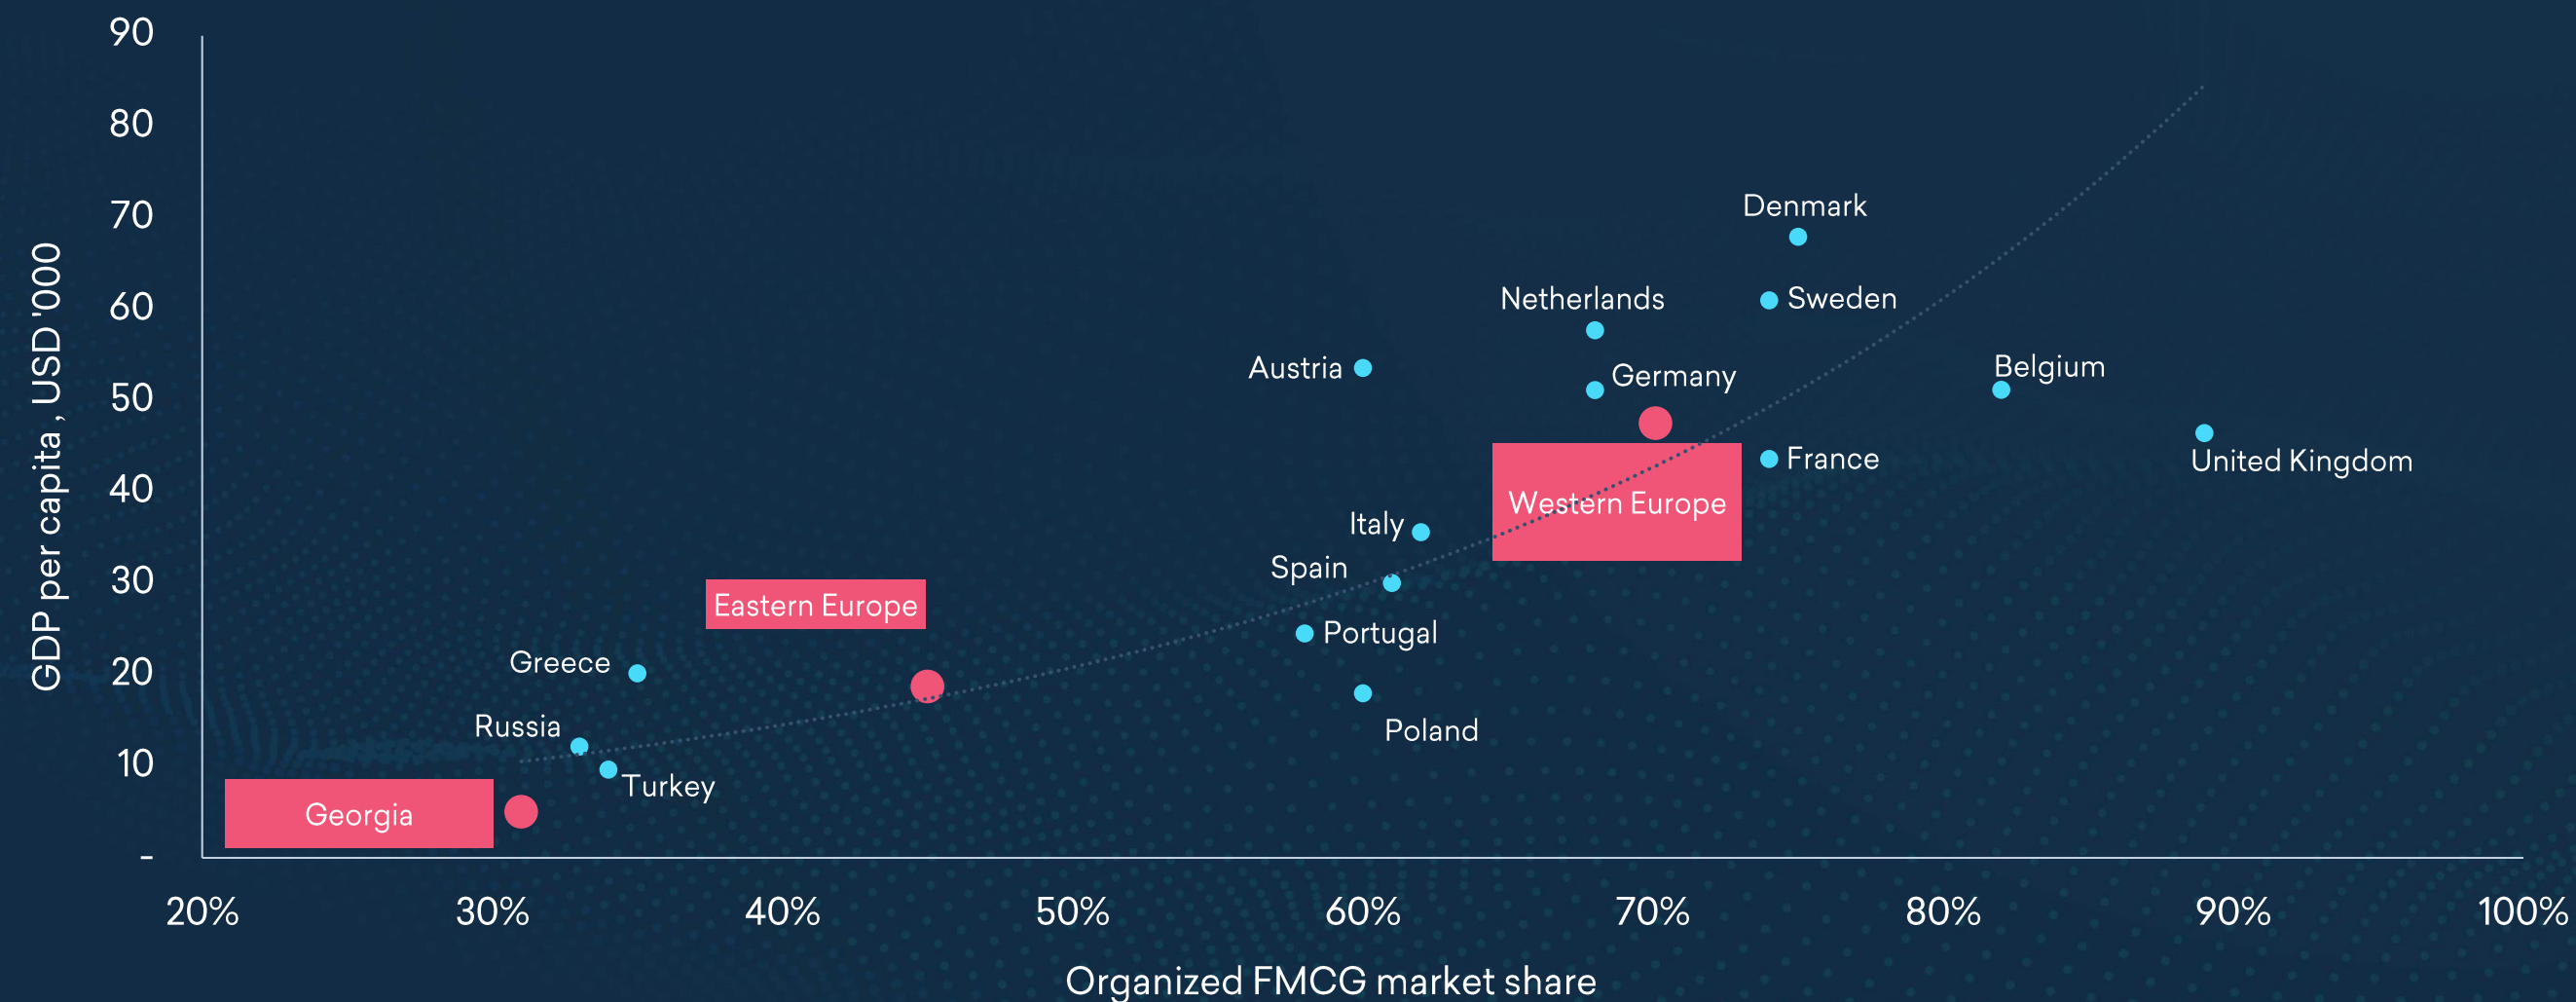 90
80
70
60
50
40
30
20
10
-
GDP per capita , USD '000
Denmark
Netherlands
Sweden
Austria
Germany
Belgium
France
United Kingdom
Western Europe
Italy
Spain
Eastern Europe
Portugal
Greece
Russia
Poland
Turkey
Georgia
20% 30% 40% 50% 60% 70% 80% 90% 100%
Organized FMCG market share